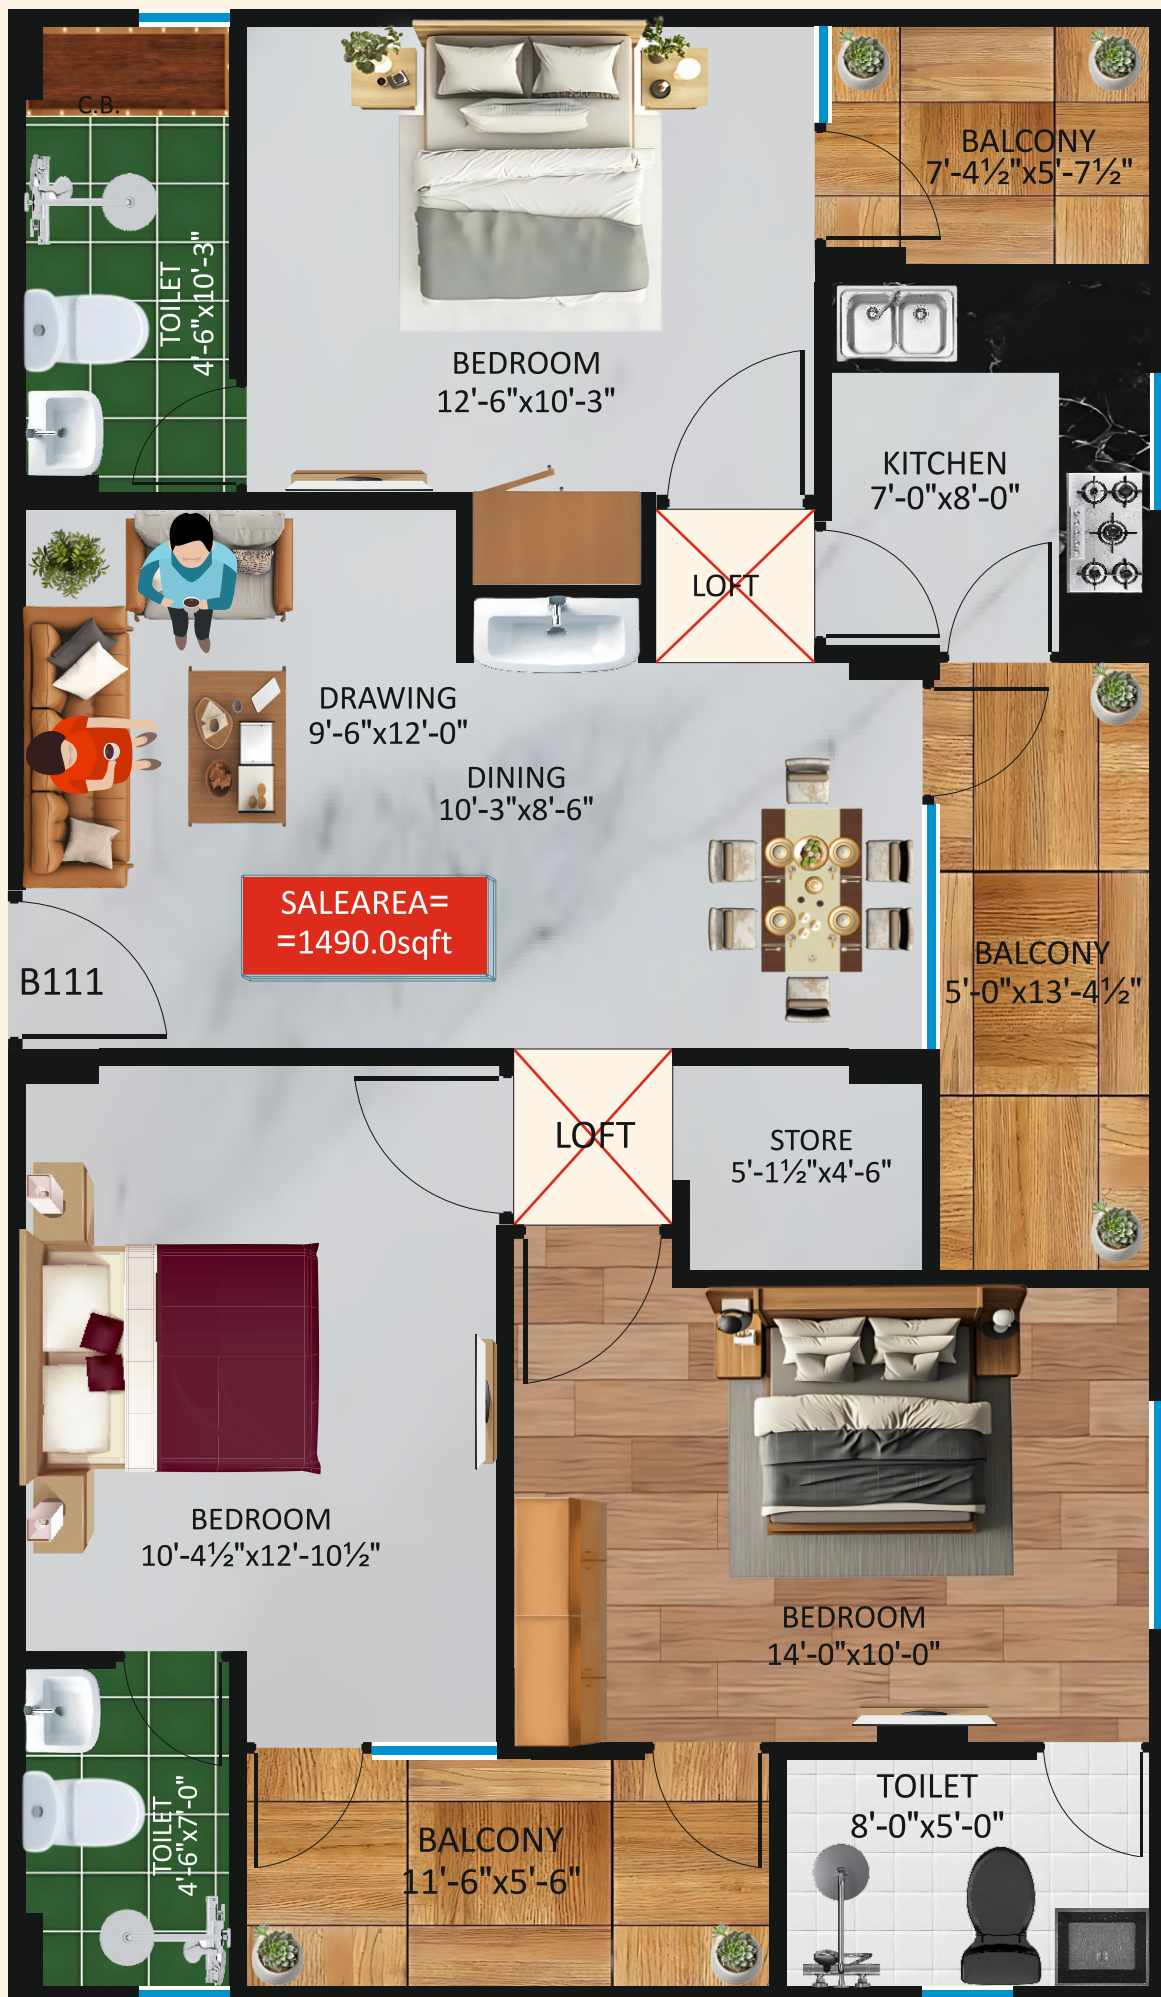 C.B.
BALCONY
7'-4½"x5'-7½"
TOILET
4'-6"x10'-3"
BEDROOM
12'-6"x10'-3"
KITCHEN
7'-0"x8'-0"
LOFT
DRAWING
9'-6"x12'-0"
DINING
10'-3"x8'-6"
SALEAREA=
=1490.0sqft
B111
BALCONY
5'-0"x13'-4½"
LOFT
STORE
5'-1½"x4'-6"
BEDROOM
10'-4½"x12'-10½"
BEDROOM
14'-0"x10'-0"
TOILET
4'-6"x7'-0"
BALCONY
11'-6"x5'-6"
TOILET
8'-0"x5'-0"